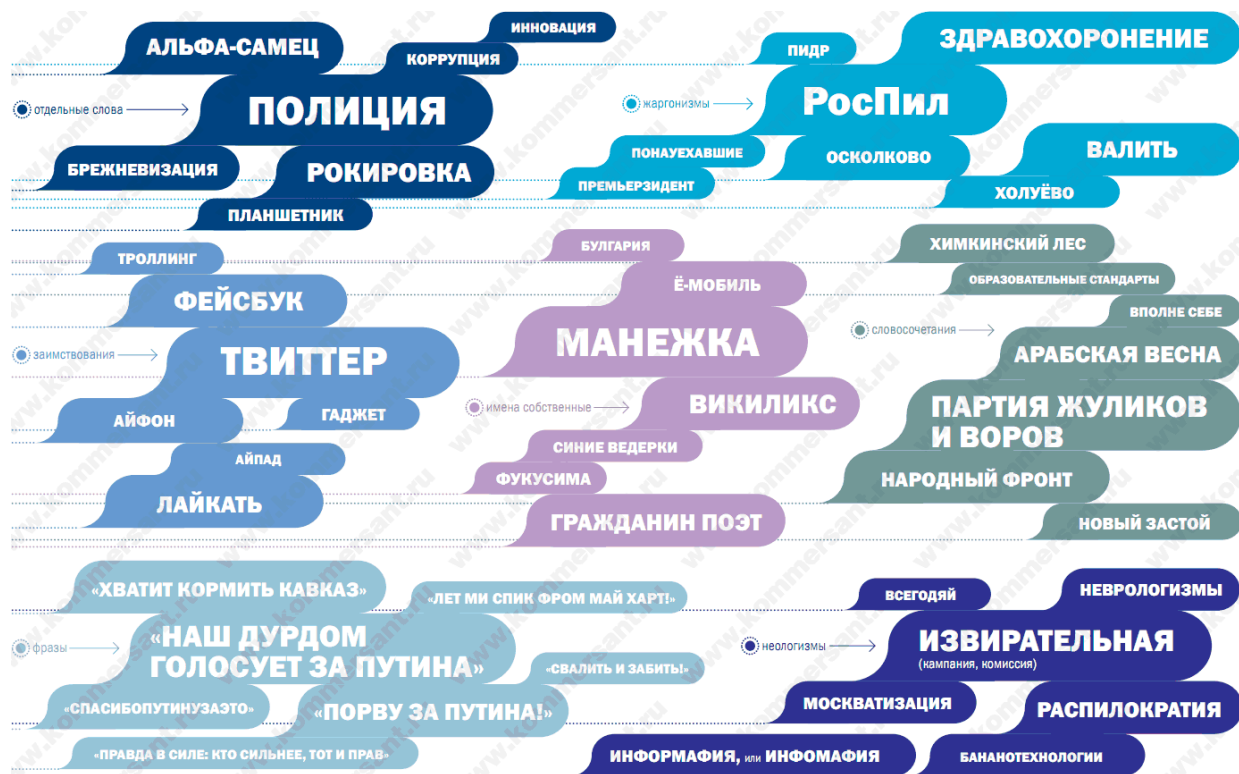 ИННОВАЦИЯ
АЛЬФА-САМЕЦ
КОРРУПЦИЯ
отдельные слова
ПОЛИЦИЯ
БРЕЖНЕВИЗАЦИЯ
РОКИРОВКА
ПЛАНШЕТНИК
ПИДР
ЗДРАВОХОРОНЕНИЕ
жаргонизмы
РосПил
ПОНАУЕХАВШИЕ
ОСКОЛКОВО
ВАЛИТЬ
ПРЕМЬЕРЗИДЕНТ
ХОЛУЁВО
ТРОЛЛИНГ
ФЕЙСБУК
заимствования
ТВИТТЕР
АЙФОН
ГАДЖЕТ
АЙПАД
ЛАЙКАТЬ
БУЛГАРИЯ
Ё-МОБИЛЬ
МАНЕЖКА
имена собственные
ВИКИЛИКС
СИНИЕ ВЕДЕРКИ
ФУКУСИМА
ГРАЖДАНИН ПОЭТ
ХИМКИНСКИЙ ЛЕС
ОБРАЗОВАТЕЛЬНЫЕ СТАНДАРТЫ
ВПОЛНЕ СЕБЕ
словосочетания
АРАБСКАЯ ВЕСНА
ПАРТИЯ ЖУЛИКОВ
И ВОРОВ
НАРОДНЫЙ ФРОНТ
НОВЫЙ ЗАСТОЙ
«ХВАТИТ КОРМИТЬ КАВКАЗ»
«ЛЕТ МИ СПИК ФРОМ МАЙ ХАРТ!»
фразы
«НАШ ДУРДОМ
ГОЛОСУЕТ ЗА ПУТИНА»
«СВАЛИТЬ И ЗАБИТЬ!»
«СПАСИБОПУТИНУЗАЭТО»
«ПОРВУ ЗА ПУТИНА!»
«ПРАВДА В СИЛЕ: КТО СИЛЬНЕЕ, ТОТ И ПРАВ»
ВСЕГОДЯЙ
НЕВРОЛОГИЗМЫ
неологизмы
ИЗВИРАТЕЛЬНАЯ
(кампания, комиссия)
МОСКВАТИЗАЦИЯ
РАСПИЛОКРАТИЯ
ИНФОРМАФИЯ, или ИНФОМАФИЯ
БАНАНОТЕХНОЛОГИИ
www.kommersant.ru